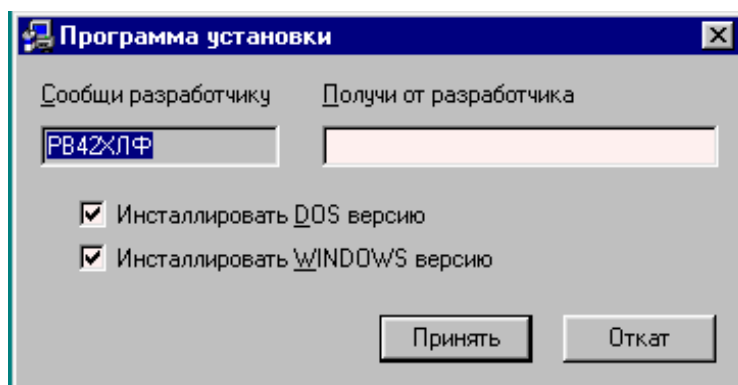 Программа установки
Сообщи разработчику
Получи от разработчика
РВ42ХЛФ
Инсталлировать DOS версию
Инсталлировать WINDOWS версию
Принять
Откат